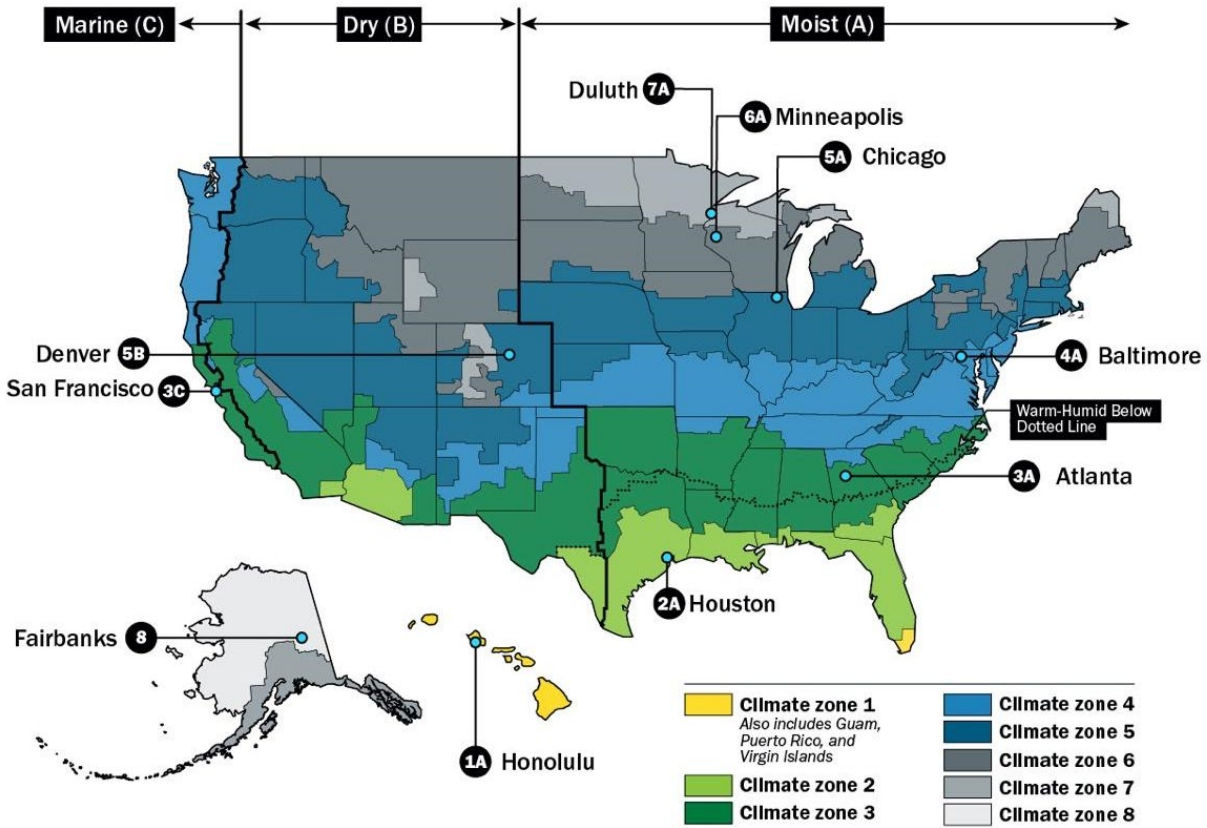 Marine (C)
Dry (B)
Moist (A)
Duluth 7A
6A Minneapolis
5A Chicago
Denver 5B
San Francisco 3C
4A Baltimore
Warm-Humid Below
Dotted Line
3A Atlanta
2A Houston
Fairbanks 8
1A Honolulu
Climate zone 1
Also includes Guam,
Puerto Rico, and
Virgin Islands
Climate zone 2
Climate zone 3
Climate zone 4
Climate zone 5
Climate zone 6
Climate zone 7
Climate zone 8